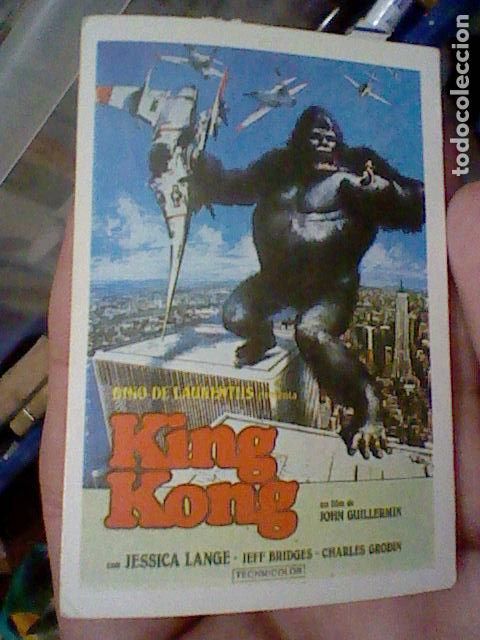 DINO DE LAURENTIIS presenta
King
Kong
un film de
JOHN GUILLERMIN
con JESSICA LANGE - JEFF BRIDGES - CHARLES GRODIN
TECHNICOLOR
todocoleccion